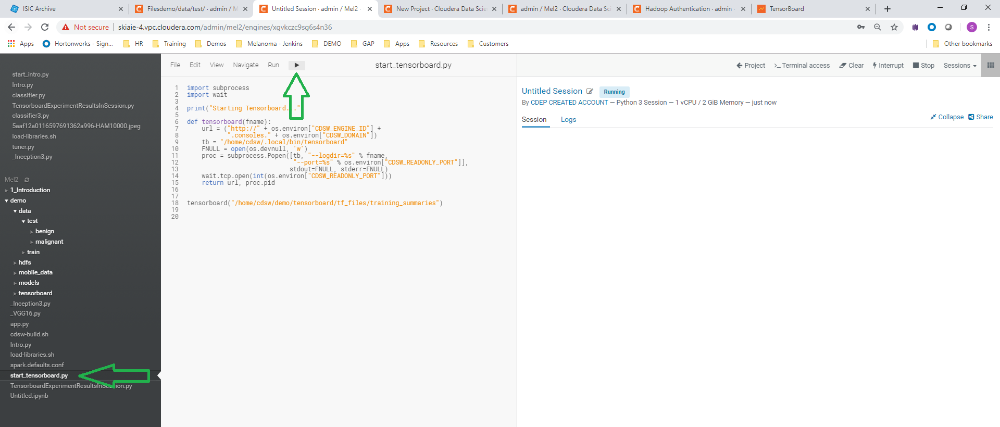 ISIC Archive
Filesdemo/data/test/ · admin / M
Untitled Session · admin / Mel2
New Project · Cloudera Data Scie
admin / Mel2 · Cloudera Data Sci
Hadoop Authentication · admin
TensorBoard
Not secure
skiaie-4.vpc.cloudera.com/admin/mel2/engines/xgvkczc9sg6s4n36
S
Apps
Hortonworks - Sign...
HR
Training
Demos
Melanoma - Jenkins
DEMO
GAP
Apps
Resources
Customers
Other bookmarks
start_intro.py
Intro.py
classifier.py
TensorboardExperimentResultsInSession.py
classifier3.py
5aaf12a0116597691362a996-HAM10000.jpeg
load-libraries.sh
tuner.py
_Inception3.py
Mel2
1_Introduction
demo
data
test
benign
malignant
train
hdfs
mobile_data
models
tensorboard
_Inception3.py
_VGG16.py
app.py
cdsw-build.sh
Intro.py
load-libraries.sh
spark.defaults.conf
start_tensorboard.py
Untitled.ipynb
File Edit View Navigate Run
start_tensorboard.py
1 import subprocess
2 import wait
3
4 print("Starting Tensorboard..."
5
6 def tensorboard(fname):
7 url = ("http://" + os.environ["CDSW_ENGINE_ID"] +
8 ".consoles." + os.environ["CDSW_DOMAIN"])
9 tb = "/home/cdsw/.local/bin/tensorboard"
10 FNULL = open(os.devnull, 'w')
11 proc = subprocess.Popen([tb, "--logdir=%s" % fname,
12 "--port=%s" % os.environ["CDSW_READONLY_PORT"]],
13 stdout=FNULL, stderr=FNULL)
14 wait.tcp.open(int(os.environ["CDSW_READONLY_PORT"]))
15 return url, proc.pid
16
17
18 tensorboard("/home/cdsw/demo/tensorboard/tf_files/training_summaries")
19
20
Project
>_ Terminal access
Clear
Interrupt
Stop
Sessions
Untitled Session
Running
By CDEP CREATED ACCOUNT — Python 3 Session — 1 vCPU / 2 GiB Memory — just now
Session
Logs
Collapse
Share